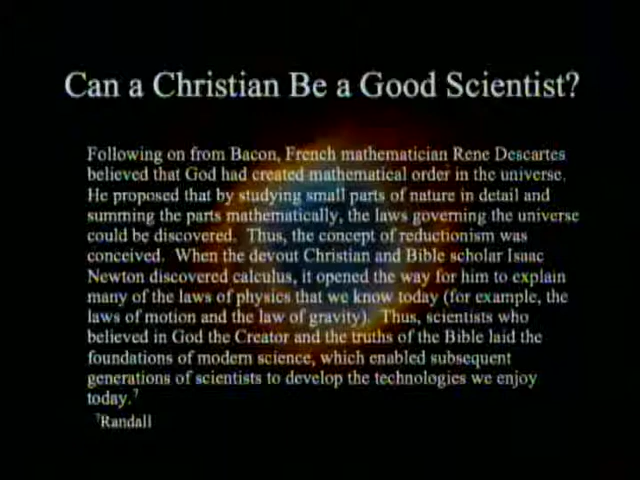 Can a Christian Be a Good Scientist?
Following on from Bacon, French mathematician Rene Descartes
believed that God had created mathematical order in the universe.
He proposed that by studying small parts of nature in detail and
summing the parts mathematically, the laws governing the universe
could be discovered.  Thus, the concept of reductionism was
conceived.  When the devout Christian and Bible scholar Isaac
Newton discovered calculus, it opened the way for him to explain
many of the laws of physics that we know today (for example, the
laws of motion and the law of gravity).  Thus, scientists who
believed in God the Creator and the truths of the Bible laid the
foundations of modern science, which enabled subsequent
generations of scientists to develop the technologies we enjoy
today.⁷
⁷Randall